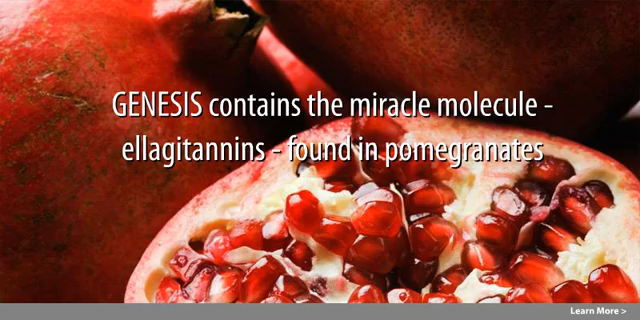 GENESIS contains the miracle molecule -
ellagitannins - found in pomegranates
Learn More >